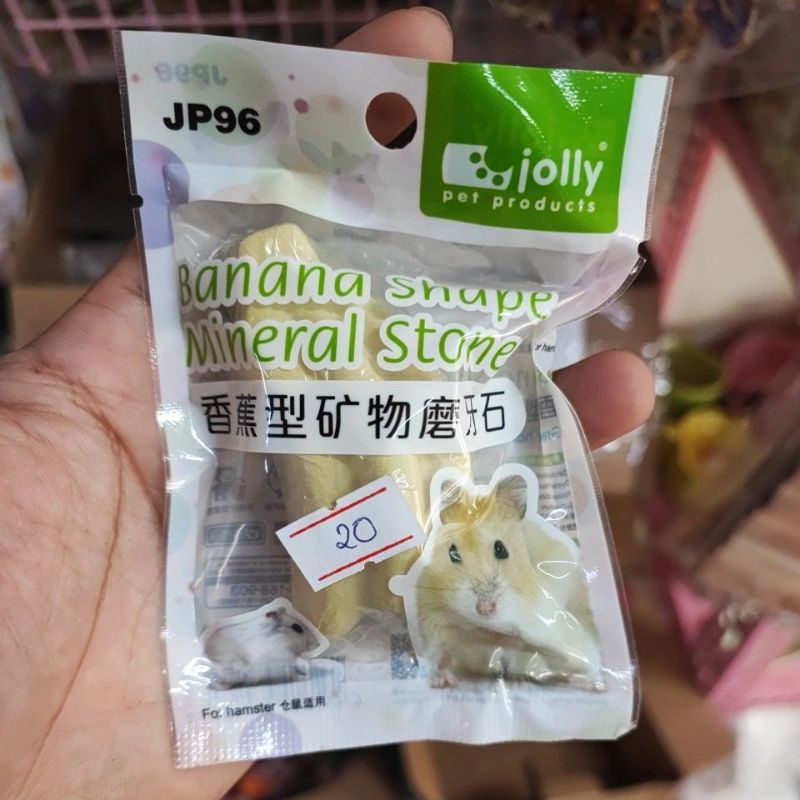 JP96
jolly®
pet products
Banana shape
Mineral Stone
香蕉型矿物磨牙石
20
For hamster 仓鼠适用